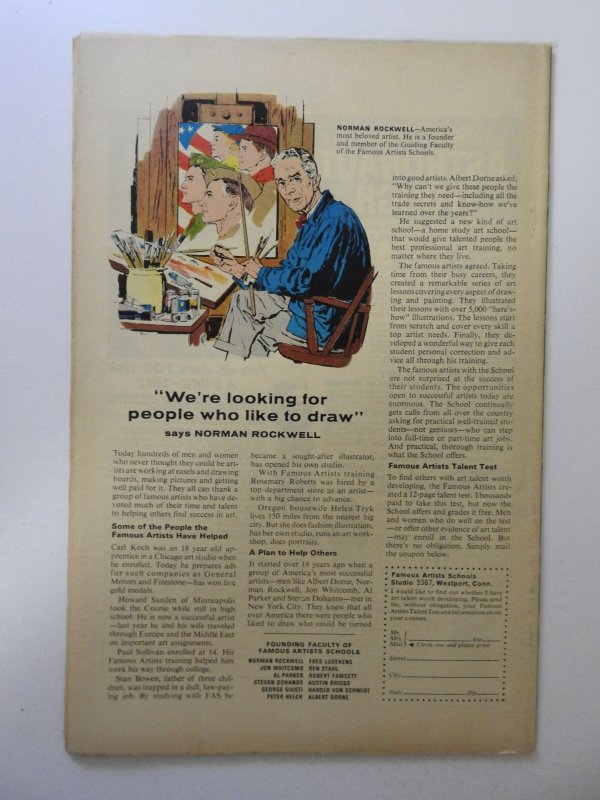 NORMAN ROCKWELL—America's
most beloved artist. He is a founder
and member of the Guiding Faculty
of the Famous Artists Schools.
"We're looking for
people who like to draw"
says NORMAN ROCKWELL
Today hundreds of men and women
who never thought they could be art-
ists are working at easels and drawing
boards, making pictures and getting
well paid for it. They all can thank a
group of famous artists who have de-
voted much of their time and talent
to helping others find success in art.
Some of the People the
Famous Artists Have Helped
Carl Koch was an 18 year old ap-
prentice in a Chicago art studio when
he enrolled. Today he prepares ads
for such companies as General
Motors and Firestone—has won five
gold medals.
Howard Sanden of Minneapolis
took the Course while still in high
school. He is now a successful artist
—last year he and his wife traveled
through Europe and the Middle East
on important art assignments.
Paul Sullivan enrolled at 14. His
Famous Artists training helped him
work his way through college.
Stan Bowen, father of three chil-
dren, was trapped in a dull, low-pay-
ing job. By studying with FAS he
became a sought-after illustrator,
has opened his own studio.
With Famous Artists training
Rosemary Roberts was hired by a
top department store as an artist—
with a big chance to advance.
Oregon housewife Helen Tryk
lives 150 miles from the nearest big
city. But she does fashion illustration,
has her own studio, runs an art work-
shop, does portraits.
A Plan to Help Others
It started over 18 years ago when a
group of America's most successful
artists—men like Albert Dorne, Nor-
man Rockwell, Jon Whitcomb, Al
Parker and Stevan Dohanos—met in
New York City. They knew that all
over America there were people who
liked to draw who could be turned
FOUNDING FACULTY OF
FAMOUS ARTISTS SCHOOLS
NORMAN ROCKWELL FRED LUDEKENS
JON WHITCOMB BEN STAHL
AL PARKER ROBERT FAWCETT
STEVAN DOHANOS AUSTIN BRIGGS
GEORGE GIUSTI HAROLD VON SCHMIDT
PETER HELCK ALBERT DORNE
into good artists. Albert Dorne asked,
"Why can't we give these people the
training they need—including all the
trade secrets and know-how we've
learned over the years?"
He suggested a new kind of art
school—a home study art school—
that would give talented people the
best professional art training, no
matter where they live.
The famous artists agreed. Taking
time from their busy careers, they
created a remarkable series of art
lessons covering every aspect of draw-
ing and painting. They illustrated
their lessons with over 5,000 "here's-
how" illustrations. The lessons start
from scratch and cover every skill a
top artist needs. Finally, they de-
veloped a wonderful way to give each
student personal correction and ad-
vice all through his training.
The famous artists with the School
are not surprised at the success of
their students. The opportunities
open to successful artists today are
enormous. The School continually
gets calls from all over the country
asking for practical well-trained stu-
dents—not geniuses—who can step
into full-time or part-time art jobs.
And practical, thorough training is
what the School offers.
Famous Artists Talent Test
To find others with art talent worth
developing, the Famous Artists cre-
ated a 12-page talent test. Thousands
paid to take this test, but now the
School offers and grades it free. Men
and women who do well on the test
—or offer other evidence of art talent
—may enroll in the School. But
there's no obligation. Simply mail
the coupon below.
Famous Artists Schools
Studio 5367, Westport, Conn.
I would like to find out whether I have
art talent worth developing. Please send
me, without obligation, your Famous
Artists Talent Test and information about
your courses.
Mr.
Mrs. Age
Miss Circle one and please print
Street
City
State Zip